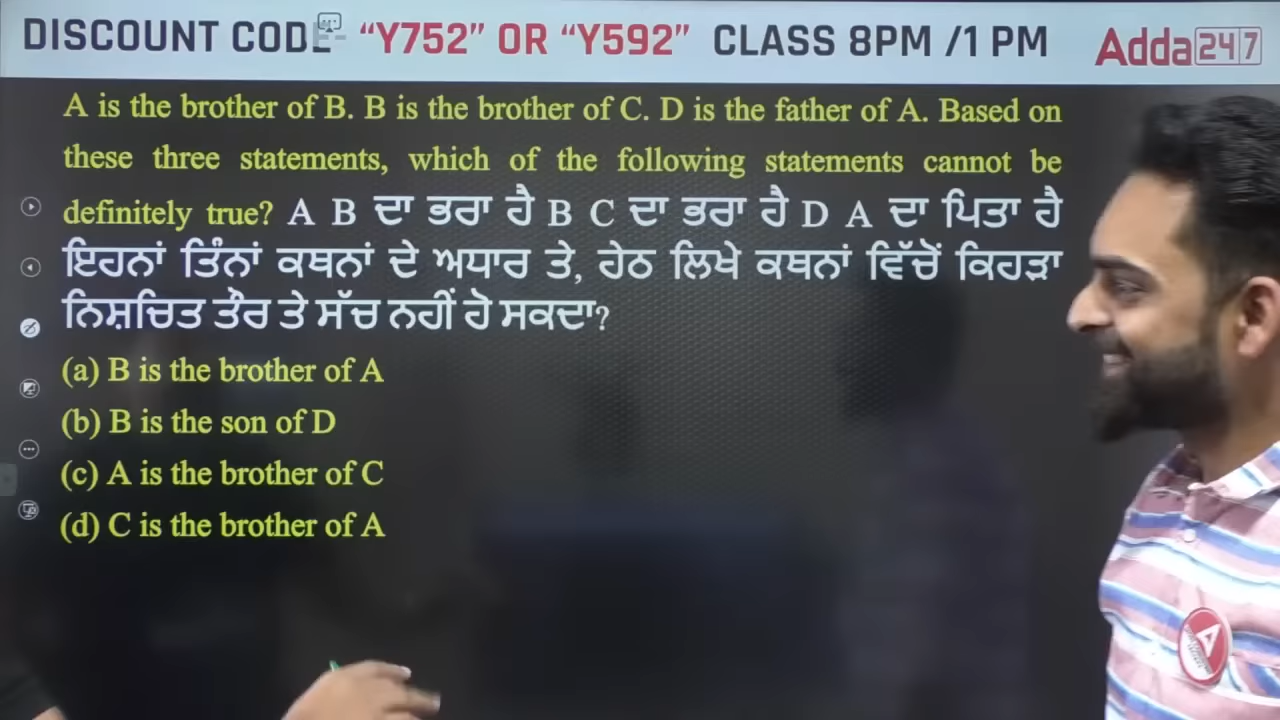 DISCOUNT CODE- “Y752” OR “Y592” CLASS 8PM /1 PM
Adda247
A is the brother of B. B is the brother of C. D is the father of A. Based on
these three statements, which of the following statements cannot be
definitely true? A B ਦਾ ਭਰਾ ਹੈ B C ਦਾ ਭਰਾ ਹੈ D A ਦਾ ਪਿਤਾ ਹੈ
ਇਹਨਾਂ ਤਿੰਨਾਂ ਕਥਨਾਂ ਦੇ ਅਧਾਰ ਤੇ, ਹੇਠ ਲਿਖੇ ਕਥਨਾਂ ਵਿੱਚੋਂ ਕਿਹੜਾ
ਨਿਸ਼ਚਿਤ ਤੌਰ ਤੇ ਸੱਚ ਨਹੀਂ ਹੋ ਸਕਦਾ?
(a) B is the brother of A
(b) B is the son of D
(c) A is the brother of C
(d) C is the brother of A